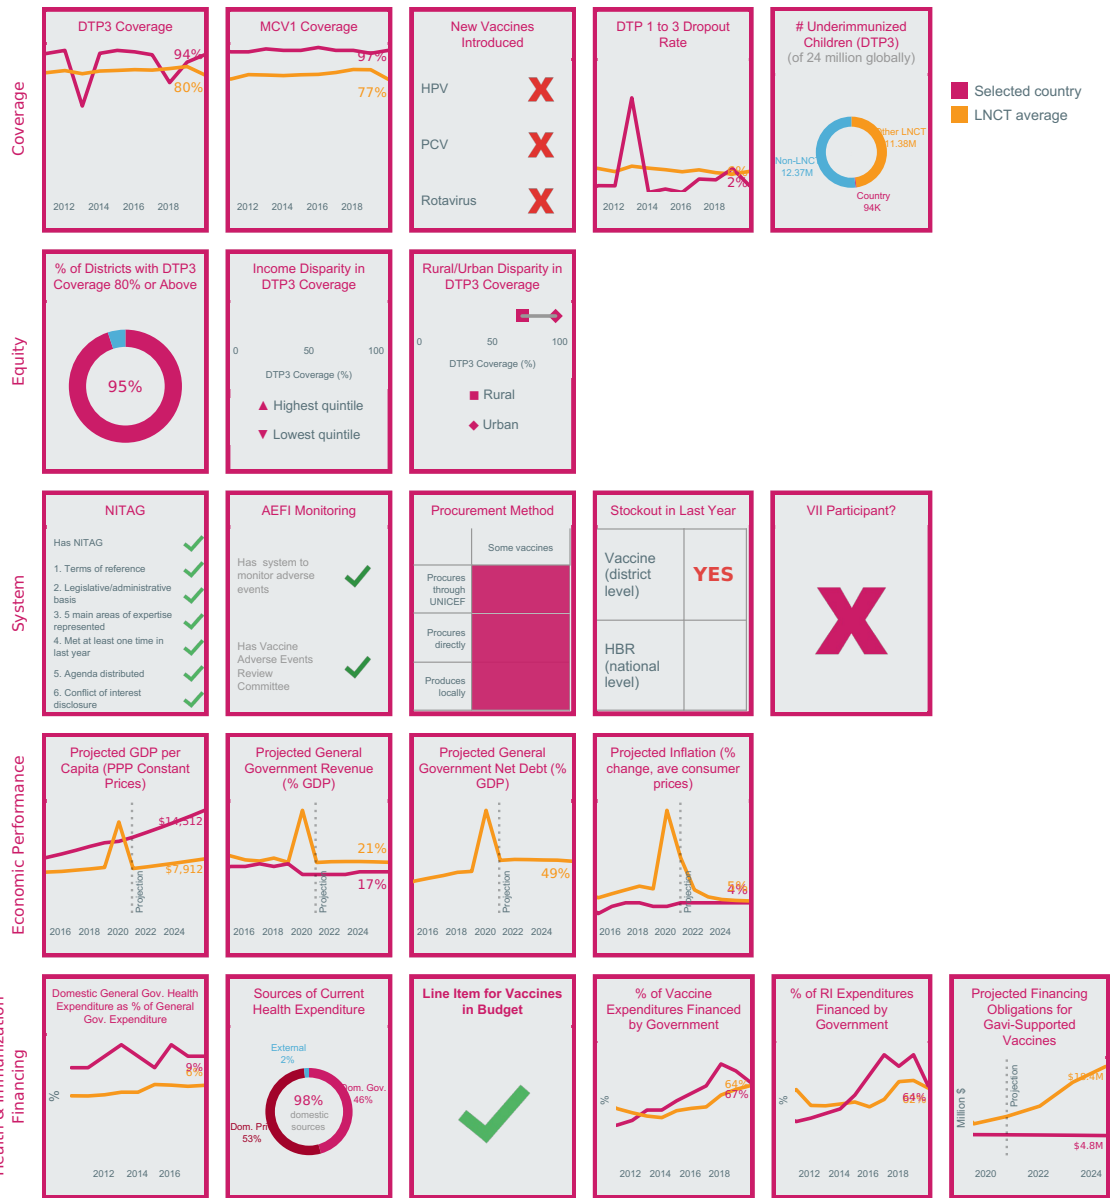 DTP3 Coverage
94%
80%
2012 2014 2016 2018
MCV1 Coverage
97%
77%
2012 2014 2016 2018
New Vaccines
Introduced
HPV
X
PCV
X
Rotavirus
X
DTP 1 to 3 Dropout
Rate
2%
2012 2014 2016 2018
# Underimmunized
Children (DTP3)
(of 24 million globally)
Other LNCT
11.38M
Non-LNCT
12.37M
Country
94K
Selected country
LNCT average
Coverage
% of Districts with DTP3
Coverage 80% or Above
95%
Income Disparity in
DTP3 Coverage
0 50 100
DTP3 Coverage (%)
Highest quintile
Lowest quintile
Rural/Urban Disparity in
DTP3 Coverage
0 50 100
DTP3 Coverage (%)
Rural
Urban
Equity
NITAG
Has NITAG
1. Terms of reference
2. Legislative/administrative
basis
3. 5 main areas of expertise
represented
4. Met at least one time in
last year
5. Agenda distributed
6. Conflict of interest
disclosure
AEFI Monitoring
Has system to
monitor adverse
events
Has Vaccine
Adverse Events
Review
Committee
Procurement Method
Some vaccines
Procures
through
UNICEF
Procures
directly
Produces
locally
Stockout in Last Year
Vaccine
(district
level)
YES
HBR
(national
level)
VII Participant?
X
System
Projected GDP per
Capita (PPP Constant
Prices)
$14,512
$7,912
Projection
2016 2018 2020 2022 2024
Projected General
Government Revenue
(% GDP)
21%
17%
Projection
2016 2018 2020 2022 2024
Projected General
Government Net Debt (%
GDP)
49%
Projection
2016 2018 2020 2022 2024
Projected Inflation (%
change, ave consumer
prices)
5%
4%
Projection
2016 2018 2020 2022 2024
Economic Performance
Domestic General Gov. Health
Expenditure as % of General
Gov. Expenditure
9%
6%
%
2012 2014 2016
Sources of Current
Health Expenditure
External
2%
Dom. Gov.
46%
98%
domestic
sources
53%
Line Item for Vaccines
in Budget
% of Vaccine
Expenditures Financed
by Government
64%
67%
%
2012 2014 2016 2018
% of RI Expenditures
Financed by
Government
64%
%
2012 2014 2016 2018
Projected Financing
Obligations for
Gavi-Supported
Vaccines
Projection
Million $
$4.8M
2020 2022 2024
Financing